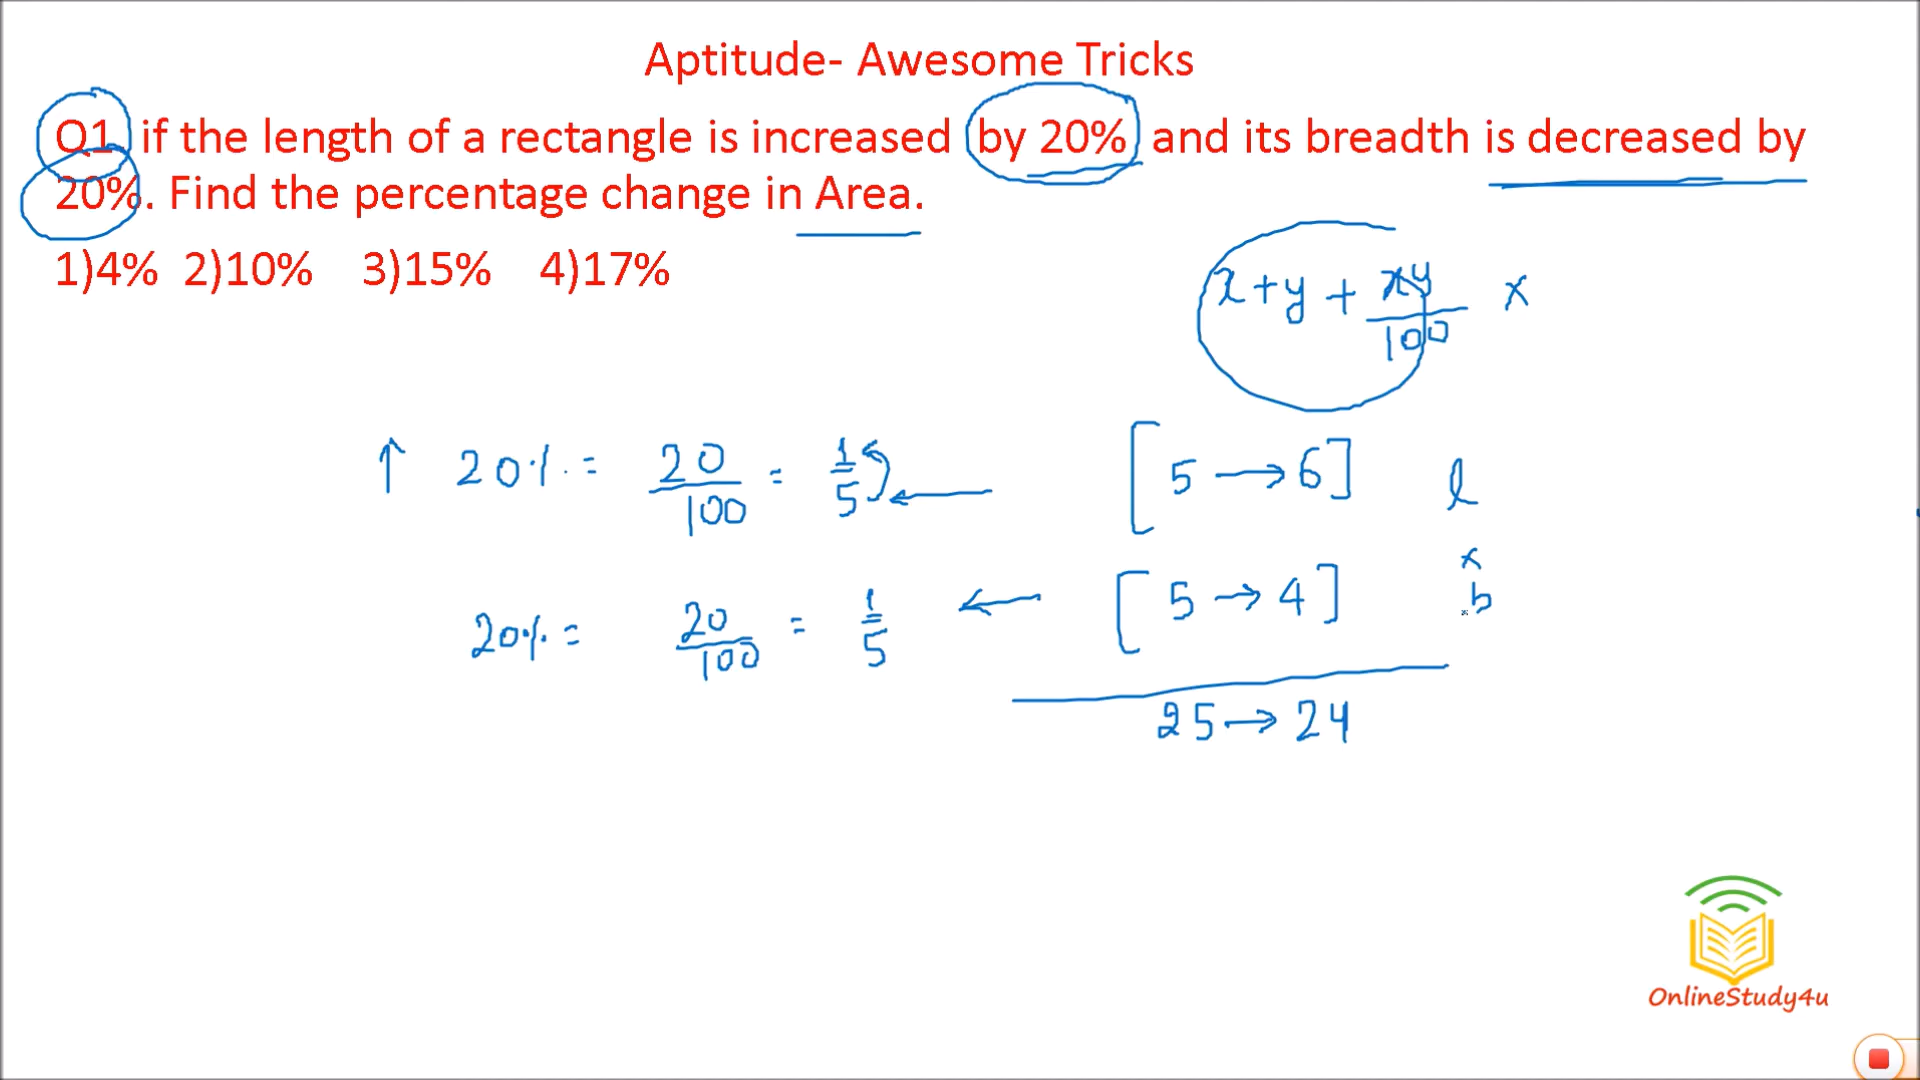 Aptitude- Awesome Tricks
Q1 if the length of a rectangle is increased by 20% and its breadth is decreased by
20%. Find the percentage change in Area.
1)4% 2)10% 3)15% 4)17%
x+y+xy/100 x
↑ 20% = 20/100 = 1/5 ← [5→6] l
x
20% = 20/100 = 1/5 ← [5→4] b
25→24
OnlineStudy4u